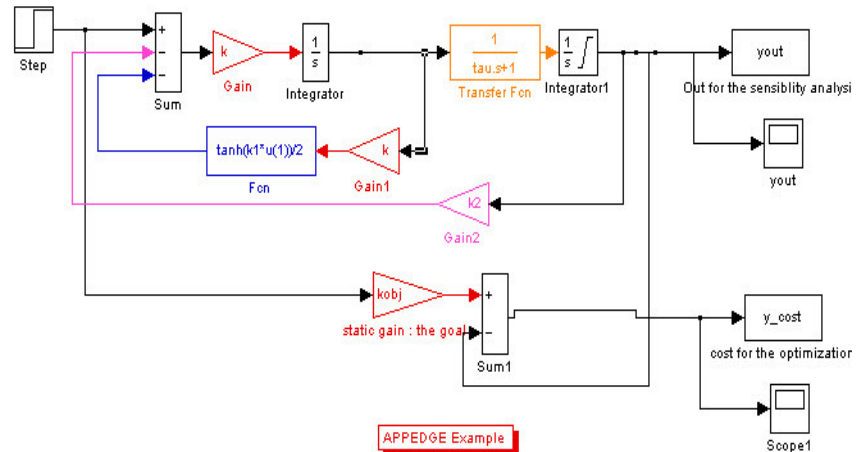 Step
+
−
−
Sum
k
Gain
1
s
Integrator
1
tau.s+1
Transfer Fcn
1
s
Integrator1
yout
Out for the sensiblity analysi
yout
tanh(k1*u(1))/2
Fcn
k
Gain1
k2
Gain2
kobj
static gain : the goal
+
−
Sum1
y_cost
cost for the optimization
Scope1
APPEDGE Example